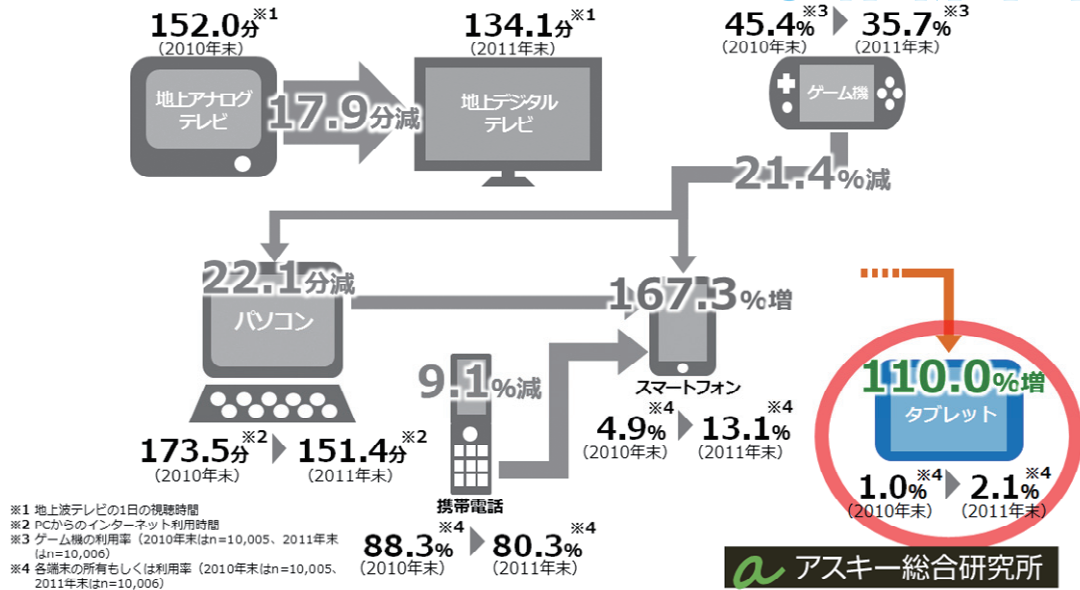 152.0分※1
（2010年末）
134.1分※1
（2011年末）
45.4%※3
（2010年末）
35.7%※3
（2011年末）
地上アナログ
テレビ
17.9分減
地上デジタル
テレビ
ゲーム機
21.4%減
22.1分減
パソコン
167.3%増
スマートフォン
9.1%減
110.0%増
タブレット
4.9%※4
（2010年末）
13.1%※4
（2011年末）
173.5分※2
（2010年末）
151.4分※2
（2011年末）
携帯電話
1.0%※4
（2010年末）
2.1%※4
（2011年末）
88.3%※4
（2010年末）
80.3%※4
（2011年末）
※1 地上波テレビの1日の視聴時間
※2 PCからのインターネット利用時間
※3 ゲーム機の利用率（2010年末はn=10,005、2011年末
はn=10,006）
※4 各端末の所有もしくは利用率（2010年末はn=10,005、
2011年末はn=10,006）
a アスキー総合研究所